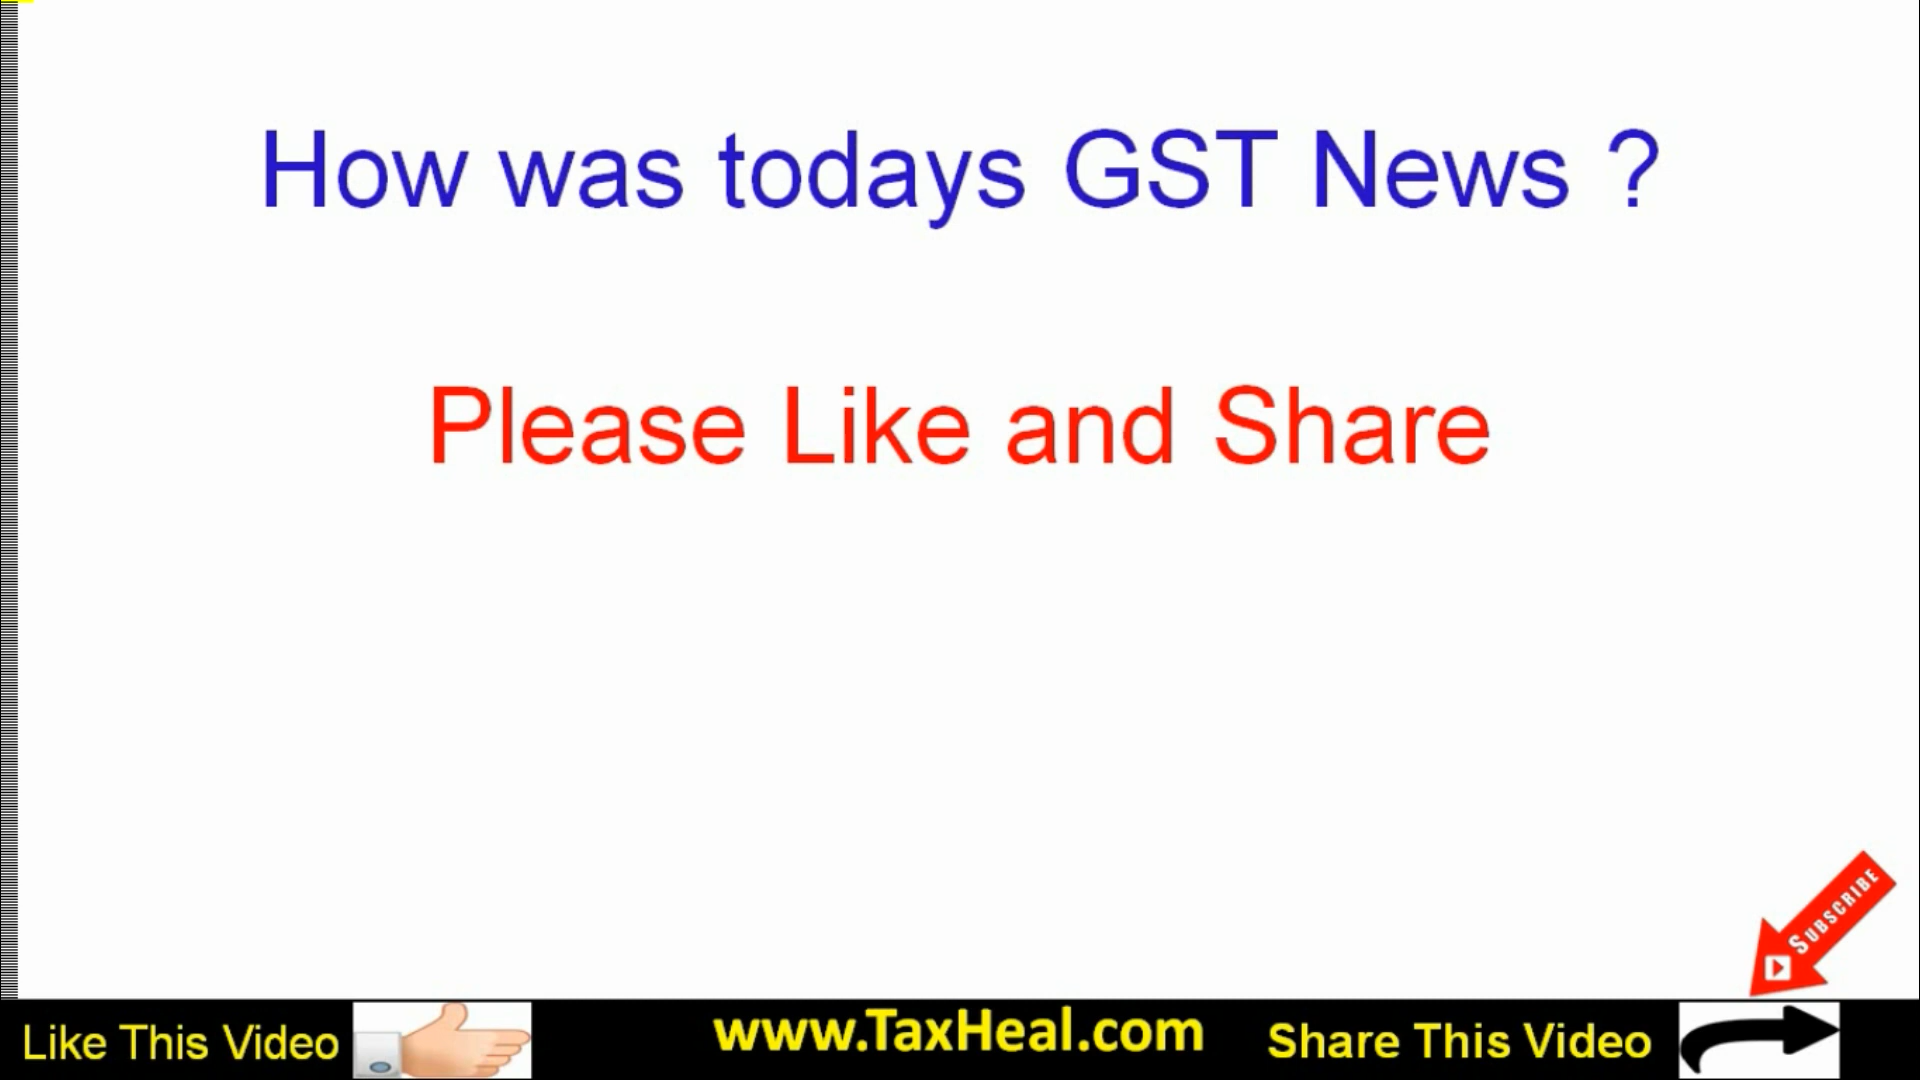 How was todays GST News ?
Please Like and Share
SUBSCRIBE
Like This Video
www.TaxHeal.com
Share This Video